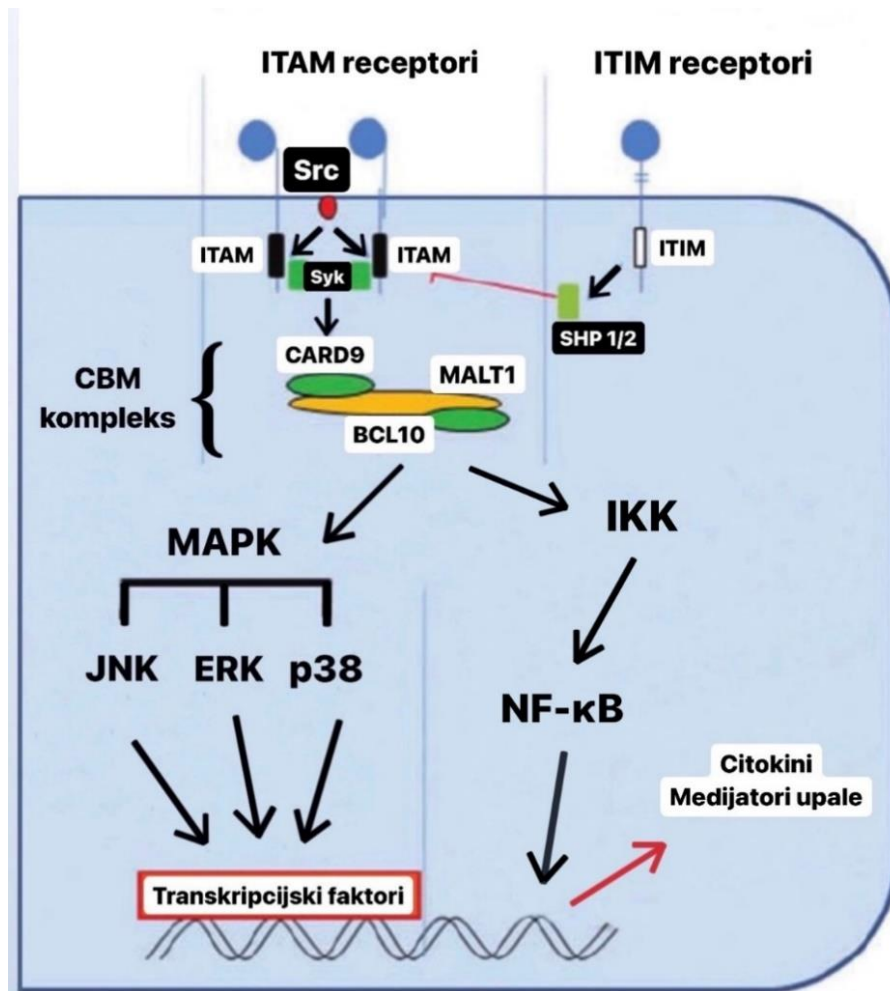 ITAM receptori
ITIM receptori
Src
ITAM
Syk
ITAM
ITIM
SHP 1/2
CBM
kompleks
CARD9
MALT1
BCL10
MAPK
IKK
JNK
ERK
p38
NF-κB
Citokini
Medijatori upale
Transkripcijski faktori